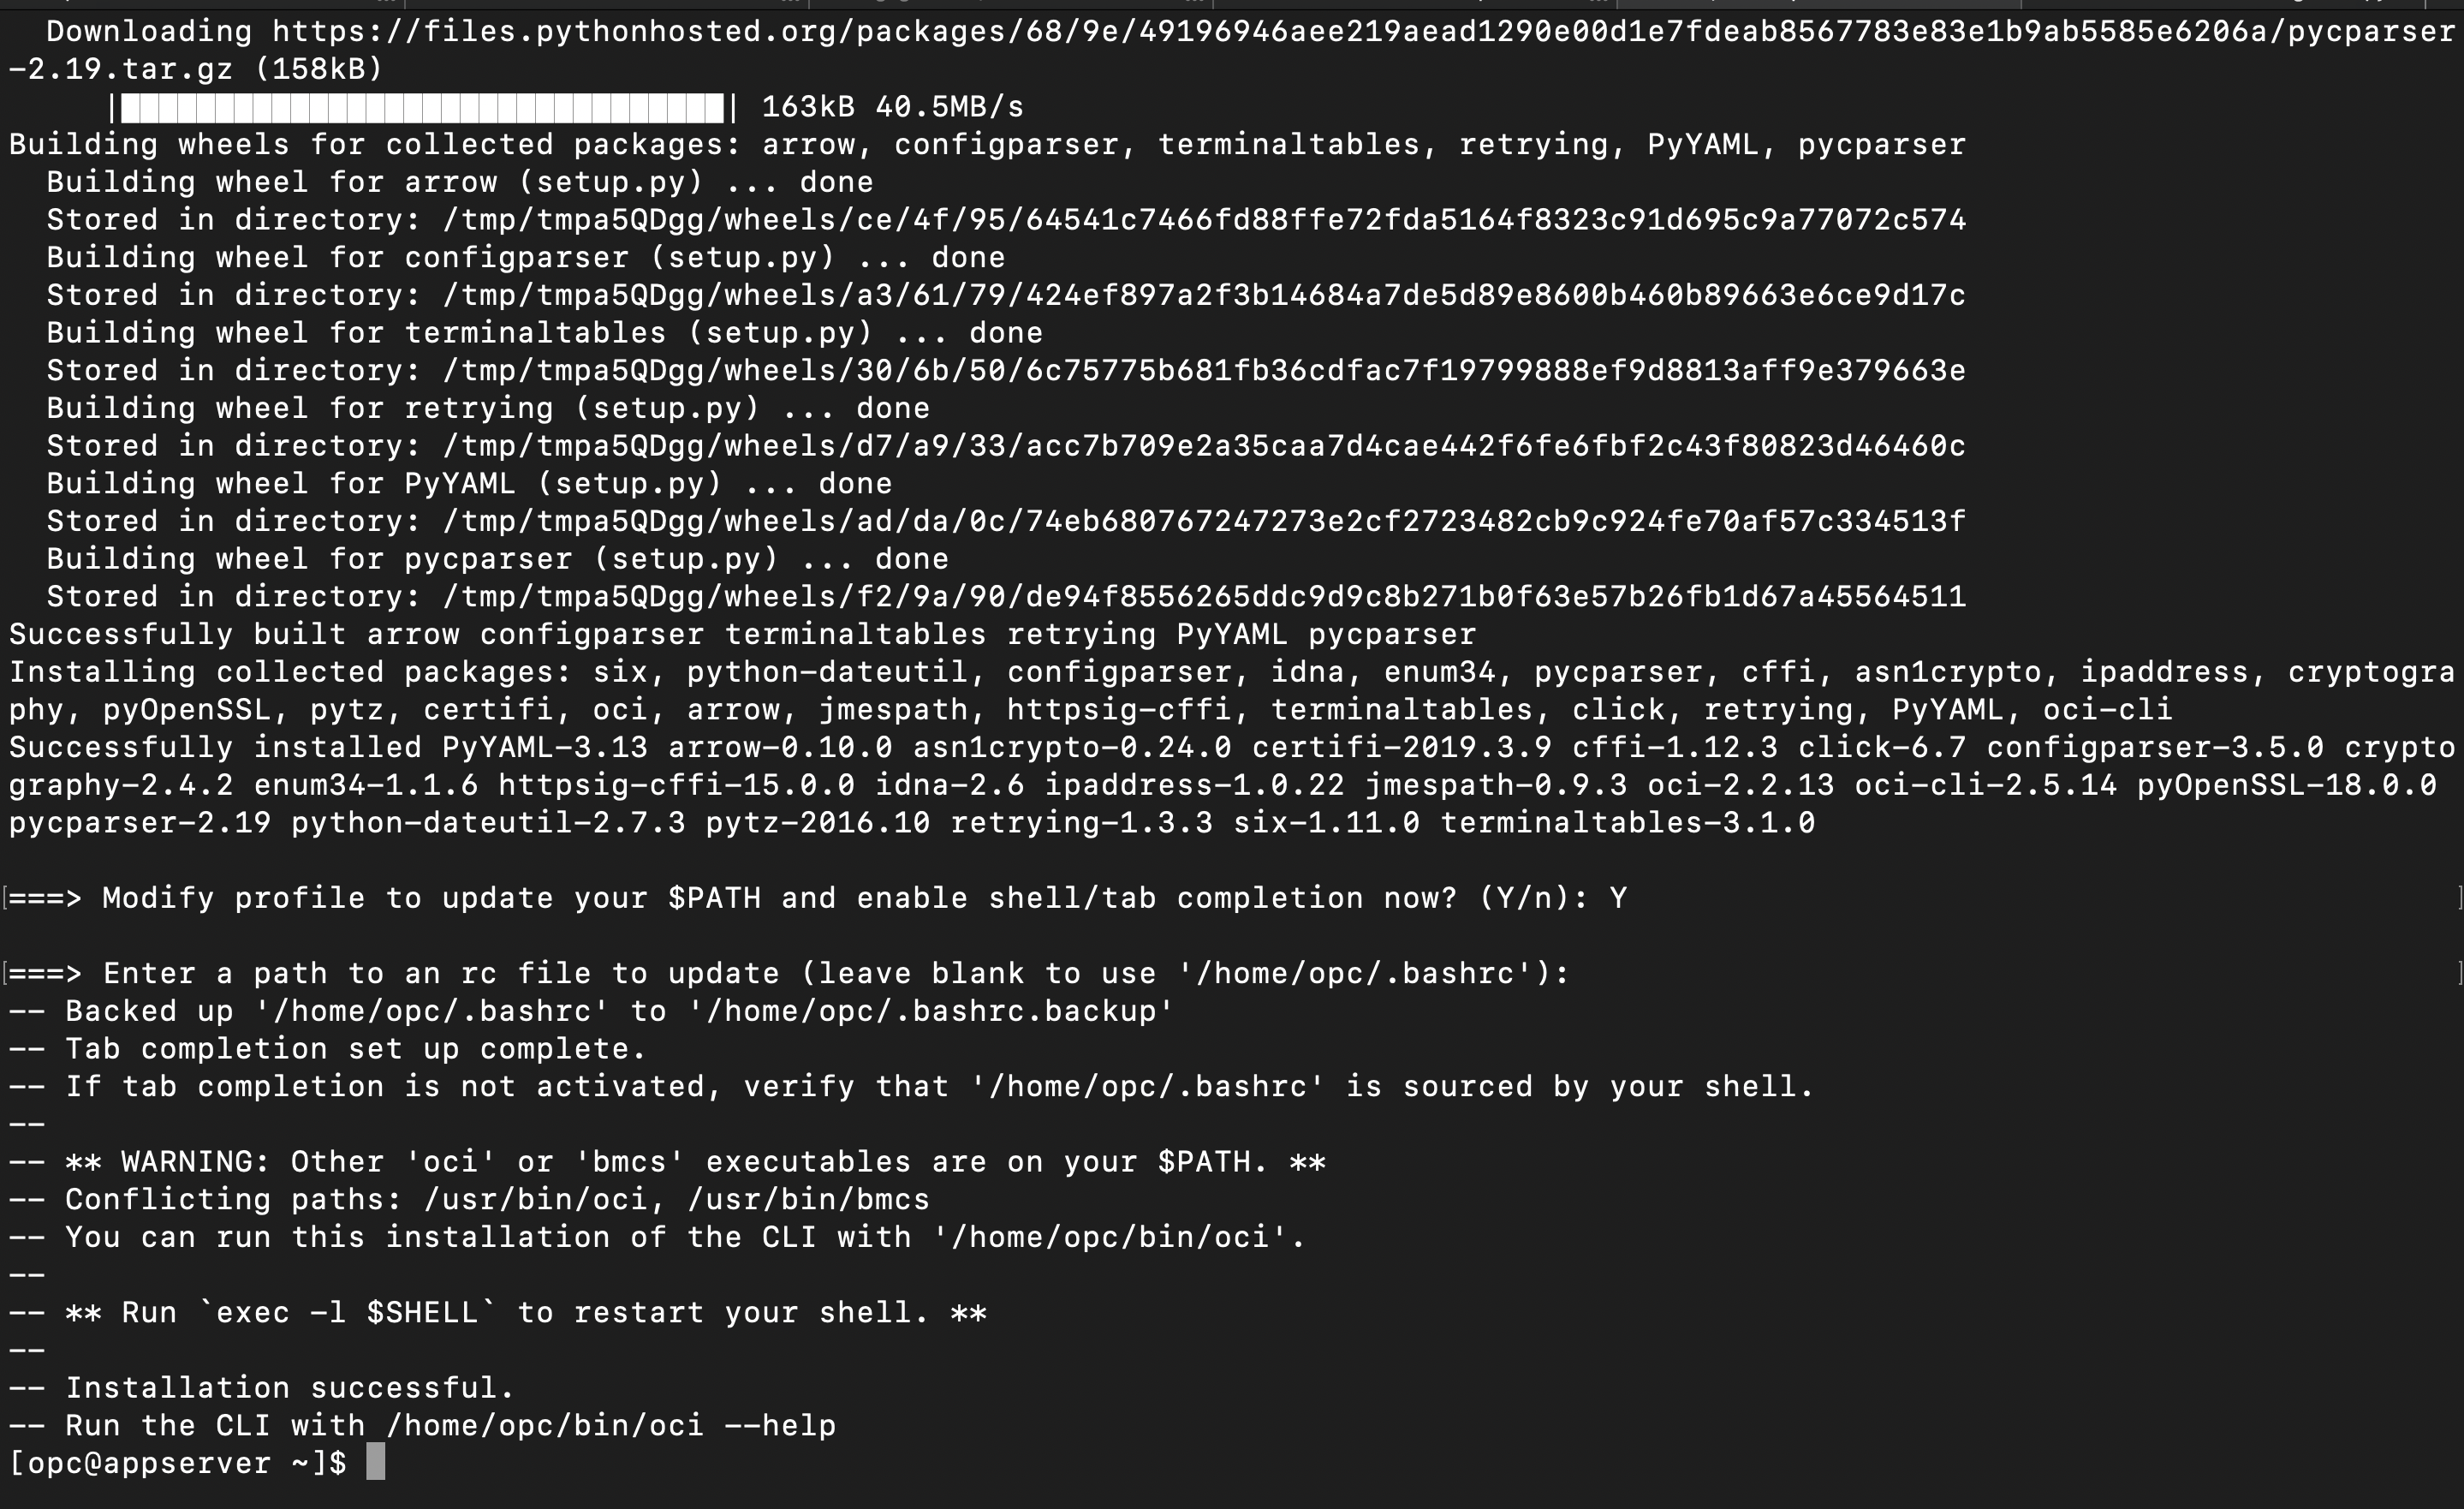 Downloading https://files.pythonhosted.org/packages/68/9e/49196946aee219aead1290e00d1e7fdeab8567783e83e1b9ab5585e6206a/pycparser
-2.19.tar.gz (158kB)
     |████████████████████████████████| 163kB 40.5MB/s
Building wheels for collected packages: arrow, configparser, terminaltables, retrying, PyYAML, pycparser
  Building wheel for arrow (setup.py) ... done
  Stored in directory: /tmp/tmpa5QDgg/wheels/ce/4f/95/64541c7466fd88ffe72fda5164f8323c91d695c9a77072c574
  Building wheel for configparser (setup.py) ... done
  Stored in directory: /tmp/tmpa5QDgg/wheels/a3/61/79/424ef897a2f3b14684a7de5d89e8600b460b89663e6ce9d17c
  Building wheel for terminaltables (setup.py) ... done
  Stored in directory: /tmp/tmpa5QDgg/wheels/30/6b/50/6c75775b681fb36cdfac7f19799888ef9d8813aff9e379663e
  Building wheel for retrying (setup.py) ... done
  Stored in directory: /tmp/tmpa5QDgg/wheels/d7/a9/33/acc7b709e2a35caa7d4cae442f6fe6fbf2c43f80823d46460c
  Building wheel for PyYAML (setup.py) ... done
  Stored in directory: /tmp/tmpa5QDgg/wheels/ad/da/0c/74eb680767247273e2cf2723482cb9c924fe70af57c334513f
  Building wheel for pycparser (setup.py) ... done
  Stored in directory: /tmp/tmpa5QDgg/wheels/f2/9a/90/de94f8556265ddc9d9c8b271b0f63e57b26fb1d67a45564511
Successfully built arrow configparser terminaltables retrying PyYAML pycparser
Installing collected packages: six, python-dateutil, configparser, idna, enum34, pycparser, cffi, asn1crypto, ipaddress, cryptogra
phy, pyOpenSSL, pytz, certifi, oci, arrow, jmespath, httpsig-cffi, terminaltables, click, retrying, PyYAML, oci-cli
Successfully installed PyYAML-3.13 arrow-0.10.0 asn1crypto-0.24.0 certifi-2019.3.9 cffi-1.12.3 click-6.7 configparser-3.5.0 crypto
graphy-2.4.2 enum34-1.1.6 httpsig-cffi-15.0.0 idna-2.6 ipaddress-1.0.22 jmespath-0.9.3 oci-2.2.13 oci-cli-2.5.14 pyOpenSSL-18.0.0
pycparser-2.19 python-dateutil-2.7.3 pytz-2016.10 retrying-1.3.3 six-1.11.0 terminaltables-3.1.0
[===> Modify profile to update your $PATH and enable shell/tab completion now? (Y/n): Y ]
[===> Enter a path to an rc file to update (leave blank to use '/home/opc/.bashrc'): ]
-- Backed up '/home/opc/.bashrc' to '/home/opc/.bashrc.backup'
-- Tab completion set up complete.
-- If tab completion is not activated, verify that '/home/opc/.bashrc' is sourced by your shell.
--
-- ** WARNING: Other 'oci' or 'bmcs' executables are on your $PATH. **
-- Conflicting paths: /usr/bin/oci, /usr/bin/bmcs
-- You can run this installation of the CLI with '/home/opc/bin/oci'.
--
-- ** Run `exec -l $SHELL` to restart your shell. **
--
-- Installation successful.
-- Run the CLI with /home/opc/bin/oci --help
[opc@appserver ~]$